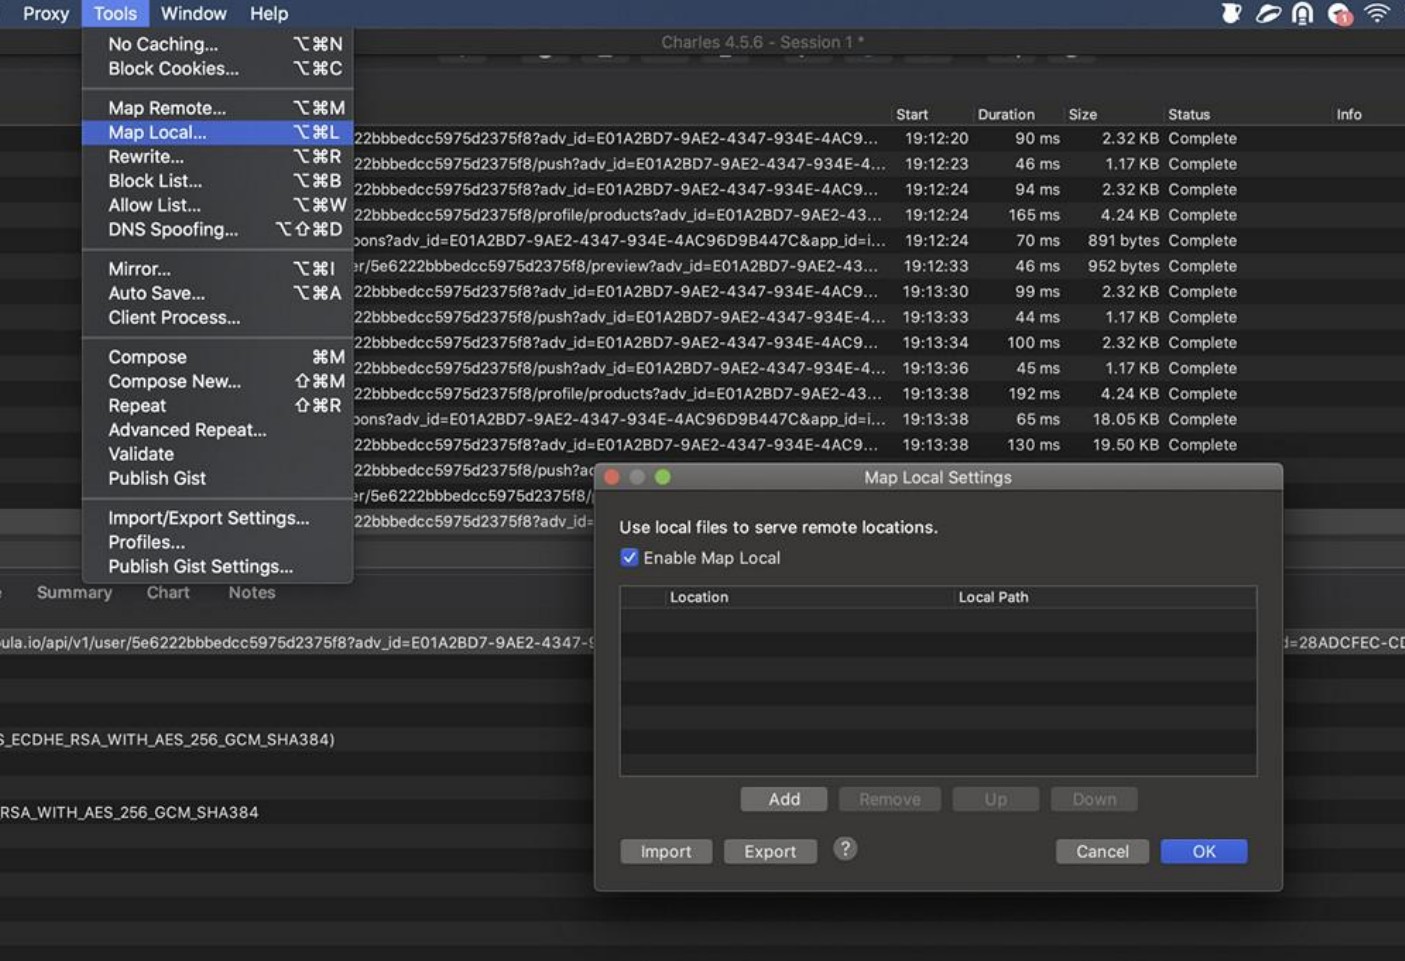 Proxy Tools Window Help
Charles 4.5.6 - Session 1 *
No Caching... ⌥⌘N
Block Cookies... ⌥⌘C
Map Remote... ⌥⌘M
Map Local... ⌥⌘L
Rewrite... ⌥⌘R
Block List... ⌥⌘B
Allow List... ⌥⌘W
DNS Spoofing... ⌥⇧⌘D
Mirror... ⌥⌘I
Auto Save... ⌥⌘A
Client Process...
Compose ⌘M
Compose New... ⇧⌘M
Repeat ⇧⌘R
Advanced Repeat...
Validate
Publish Gist
Import/Export Settings...
Profiles...
Publish Gist Settings...
Start Duration Size Status Info
22bbbedcc5975d2375f8?adv_id=E01A2BD7-9AE2-4347-934E-4AC9... 19:12:20 90 ms 2.32 KB Complete
22bbbedcc5975d2375f8/push?adv_id=E01A2BD7-9AE2-4347-934E-4... 19:12:23 46 ms 1.17 KB Complete
22bbbedcc5975d2375f8?adv_id=E01A2BD7-9AE2-4347-934E-4AC9... 19:12:24 94 ms 2.32 KB Complete
22bbbedcc5975d2375f8/profile/products?adv_id=E01A2BD7-9AE2-43... 19:12:24 165 ms 4.24 KB Complete
pons?adv_id=E01A2BD7-9AE2-4347-934E-4AC96D9B447C&app_id=i... 19:12:24 70 ms 891 bytes Complete
er/5e6222bbbedcc5975d2375f8/preview?adv_id=E01A2BD7-9AE2-43... 19:12:33 46 ms 952 bytes Complete
22bbbedcc5975d2375f8?adv_id=E01A2BD7-9AE2-4347-934E-4AC9... 19:13:30 99 ms 2.32 KB Complete
22bbbedcc5975d2375f8/push?adv_id=E01A2BD7-9AE2-4347-934E-4... 19:13:33 44 ms 1.17 KB Complete
22bbbedcc5975d2375f8?adv_id=E01A2BD7-9AE2-4347-934E-4AC9... 19:13:34 100 ms 2.32 KB Complete
22bbbedcc5975d2375f8/push?adv_id=E01A2BD7-9AE2-4347-934E-4... 19:13:36 45 ms 1.17 KB Complete
22bbbedcc5975d2375f8/profile/products?adv_id=E01A2BD7-9AE2-43... 19:13:38 192 ms 4.24 KB Complete
pons?adv_id=E01A2BD7-9AE2-4347-934E-4AC96D9B447C&app_id=i... 19:13:38 65 ms 18.05 KB Complete
22bbbedcc5975d2375f8?adv_id=E01A2BD7-9AE2-4347-934E-4AC9... 19:13:38 130 ms 19.50 KB Complete
22bbbedcc5975d2375f8/push?ad
er/5e6222bbbedcc5975d2375f8/
22bbbedcc5975d2375f8?adv_id=
Summary Chart Notes
ula.io/api/v1/user/5e6222bbbedcc5975d2375f8?adv_id=E01A2BD7-9AE2-4347-9
d=28ADCFEC-CD
S_ECDHE_RSA_WITH_AES_256_GCM_SHA384)
RSA_WITH_AES_256_GCM_SHA384
Map Local Settings
Use local files to serve remote locations.
Enable Map Local
Location Local Path
Add Remove Up Down
Import Export ? Cancel OK